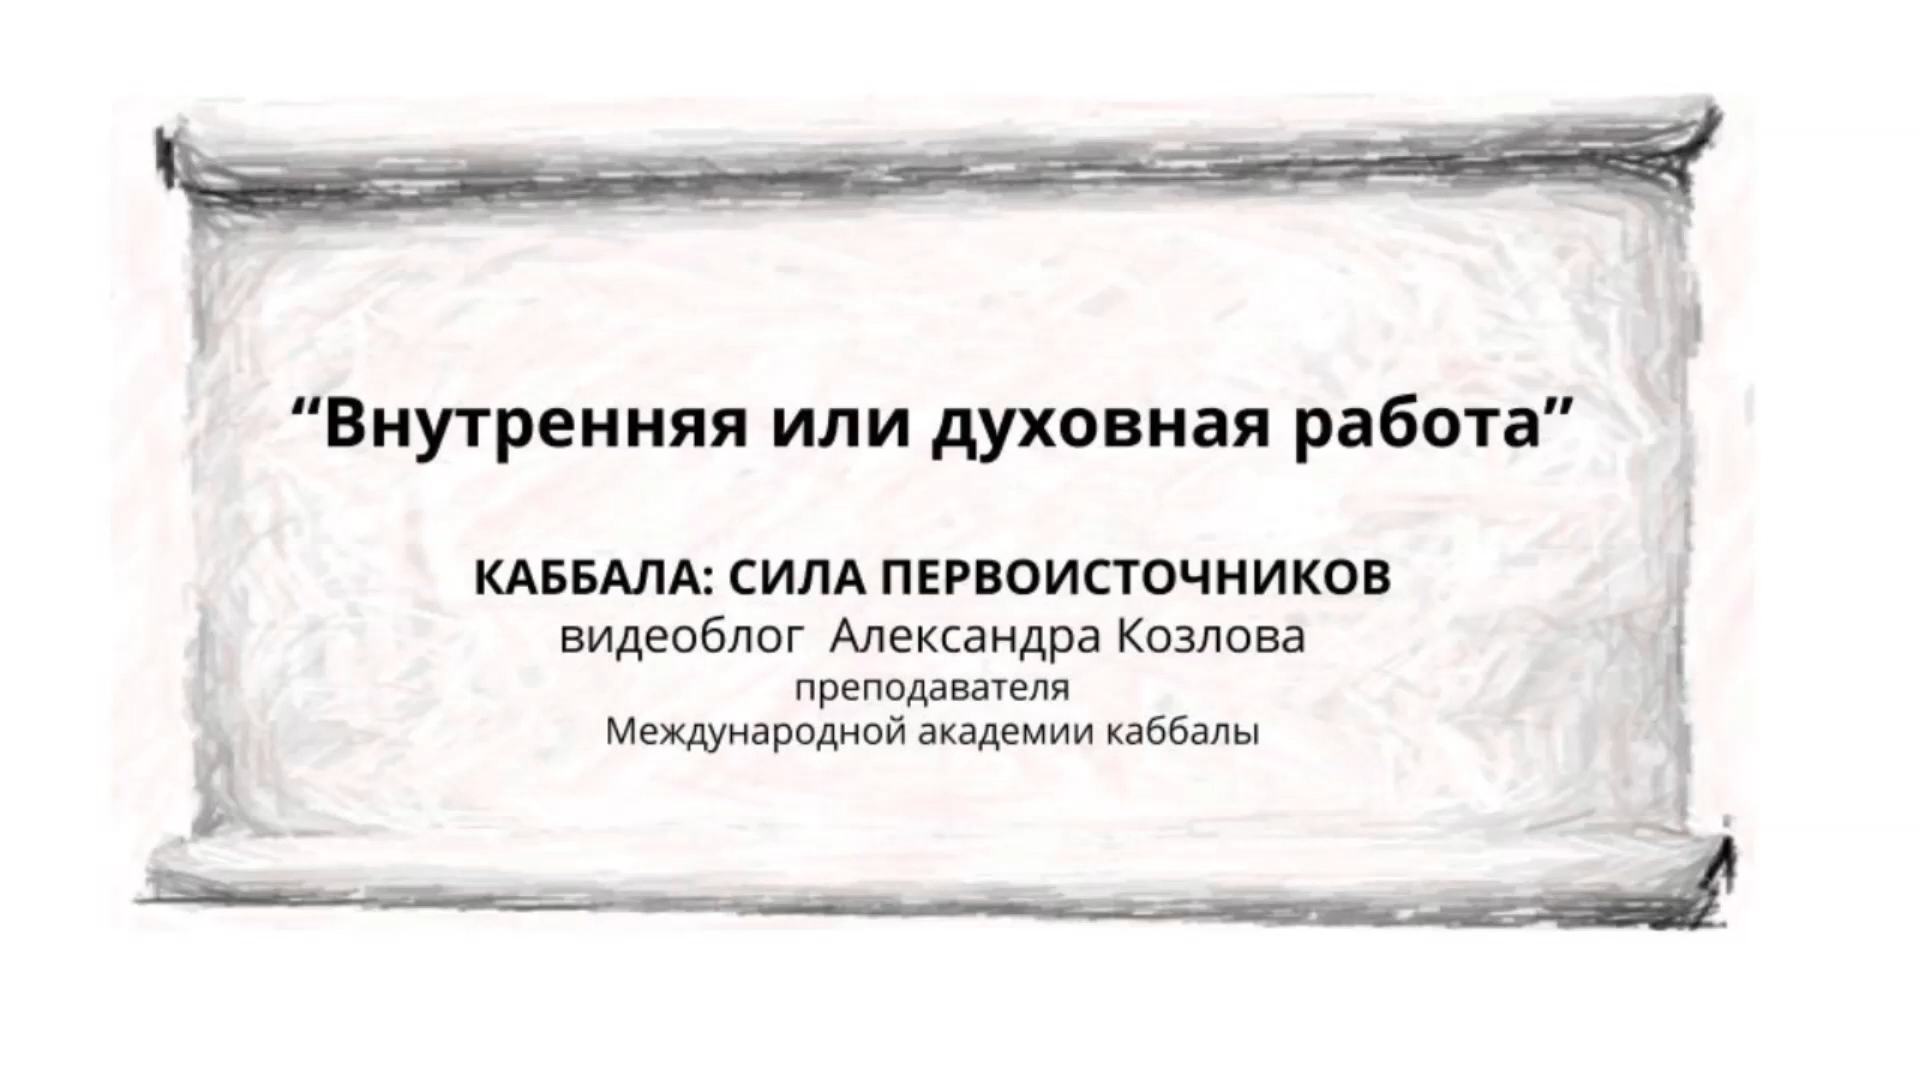 “Внутренняя или духовная работа”
КАББАЛА: СИЛА ПЕРВОИСТОЧНИКОВ
видеоблог Александра Козлова
преподавателя
Международной академии каббалы